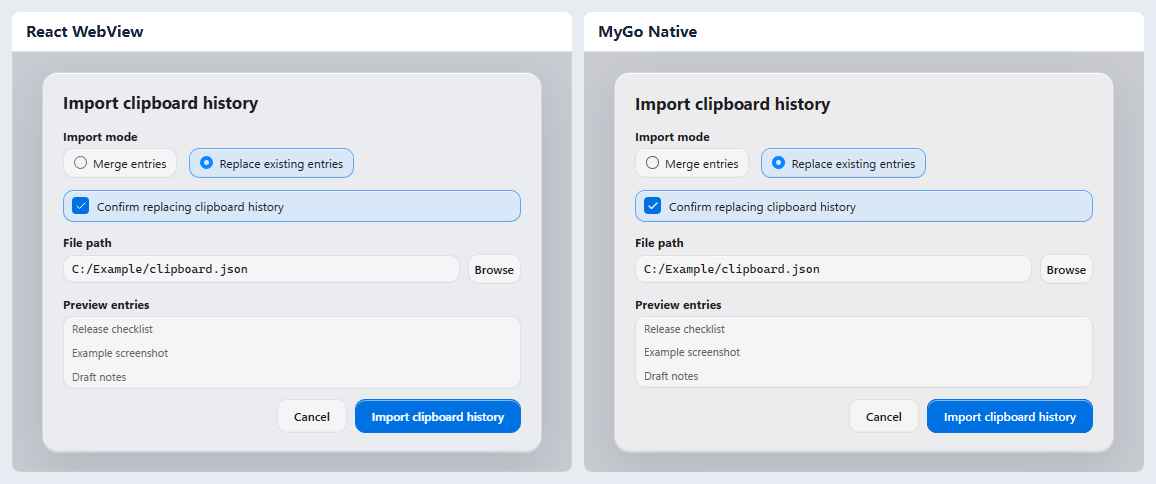 React WebView
Import clipboard history
Import mode
Merge entries
Replace existing entries
Confirm replacing clipboard history
File path
C:/Example/clipboard.json
Browse
Preview entries
Release checklist
Example screenshot
Draft notes
Cancel
Import clipboard history
MyGo Native
Import clipboard history
Import mode
Merge entries
Replace existing entries
Confirm replacing clipboard history
File path
C:/Example/clipboard.json
Browse
Preview entries
Release checklist
Example screenshot
Draft notes
Cancel
Import clipboard history